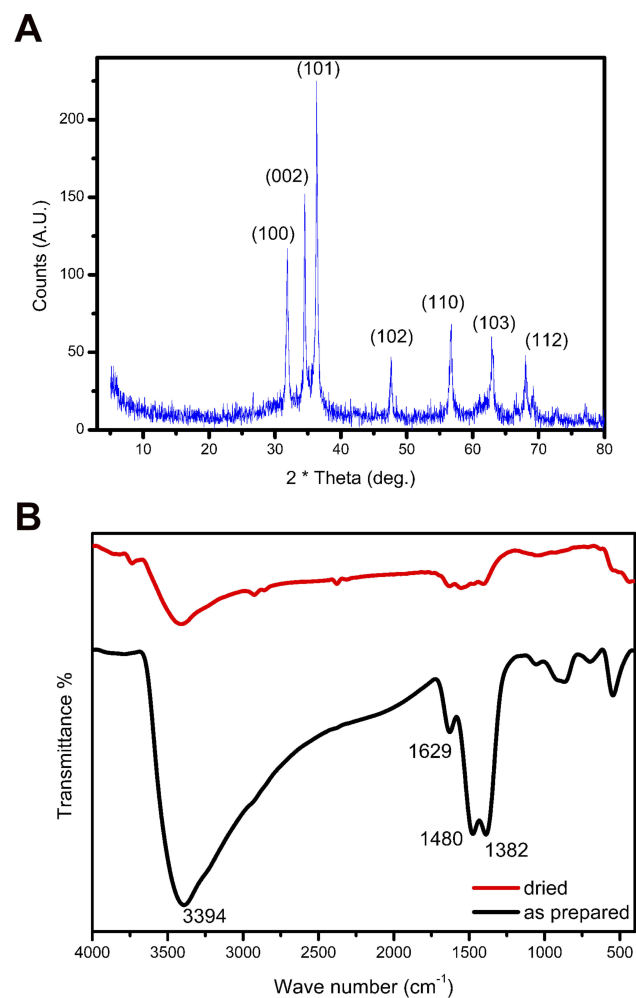 A
(101)
(002)
(100)
(102)
(110)
(103)
(112)
Counts (A.U.)
200
150
100
50
0
10 20 30 40 50 60 70 80
2 * Theta (deg.)
B
Transmittance %
1629
1480
1382
3394
dried
as prepared
4000 3500 3000 2500 2000 1500 1000 500
Wave number (cm⁻¹)